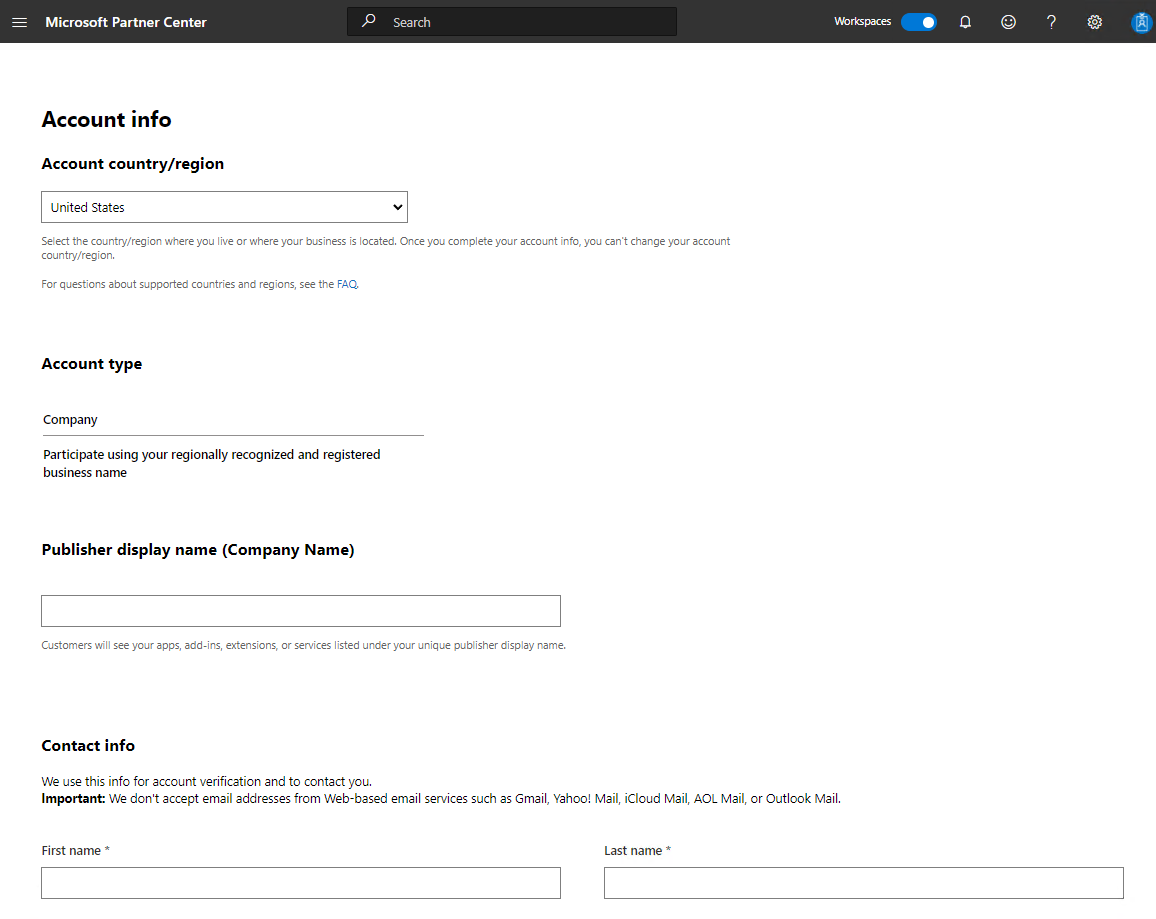 Microsoft Partner Center
Search
Workspaces
?
Account info
Account country/region
United States
Select the country/region where you live or where your business is located. Once you complete your account info, you can't change your account
country/region.
For questions about supported countries and regions, see the FAQ.
Account type
Company
Participate using your regionally recognized and registered
business name
Publisher display name (Company Name)
Customers will see your apps, add-ins, extensions, or services listed under your unique publisher display name.
Contact info
We use this info for account verification and to contact you.
Important: We don't accept email addresses from Web-based email services such as Gmail, Yahoo! Mail, iCloud Mail, AOL Mail, or Outlook Mail.
First name *
Last name *